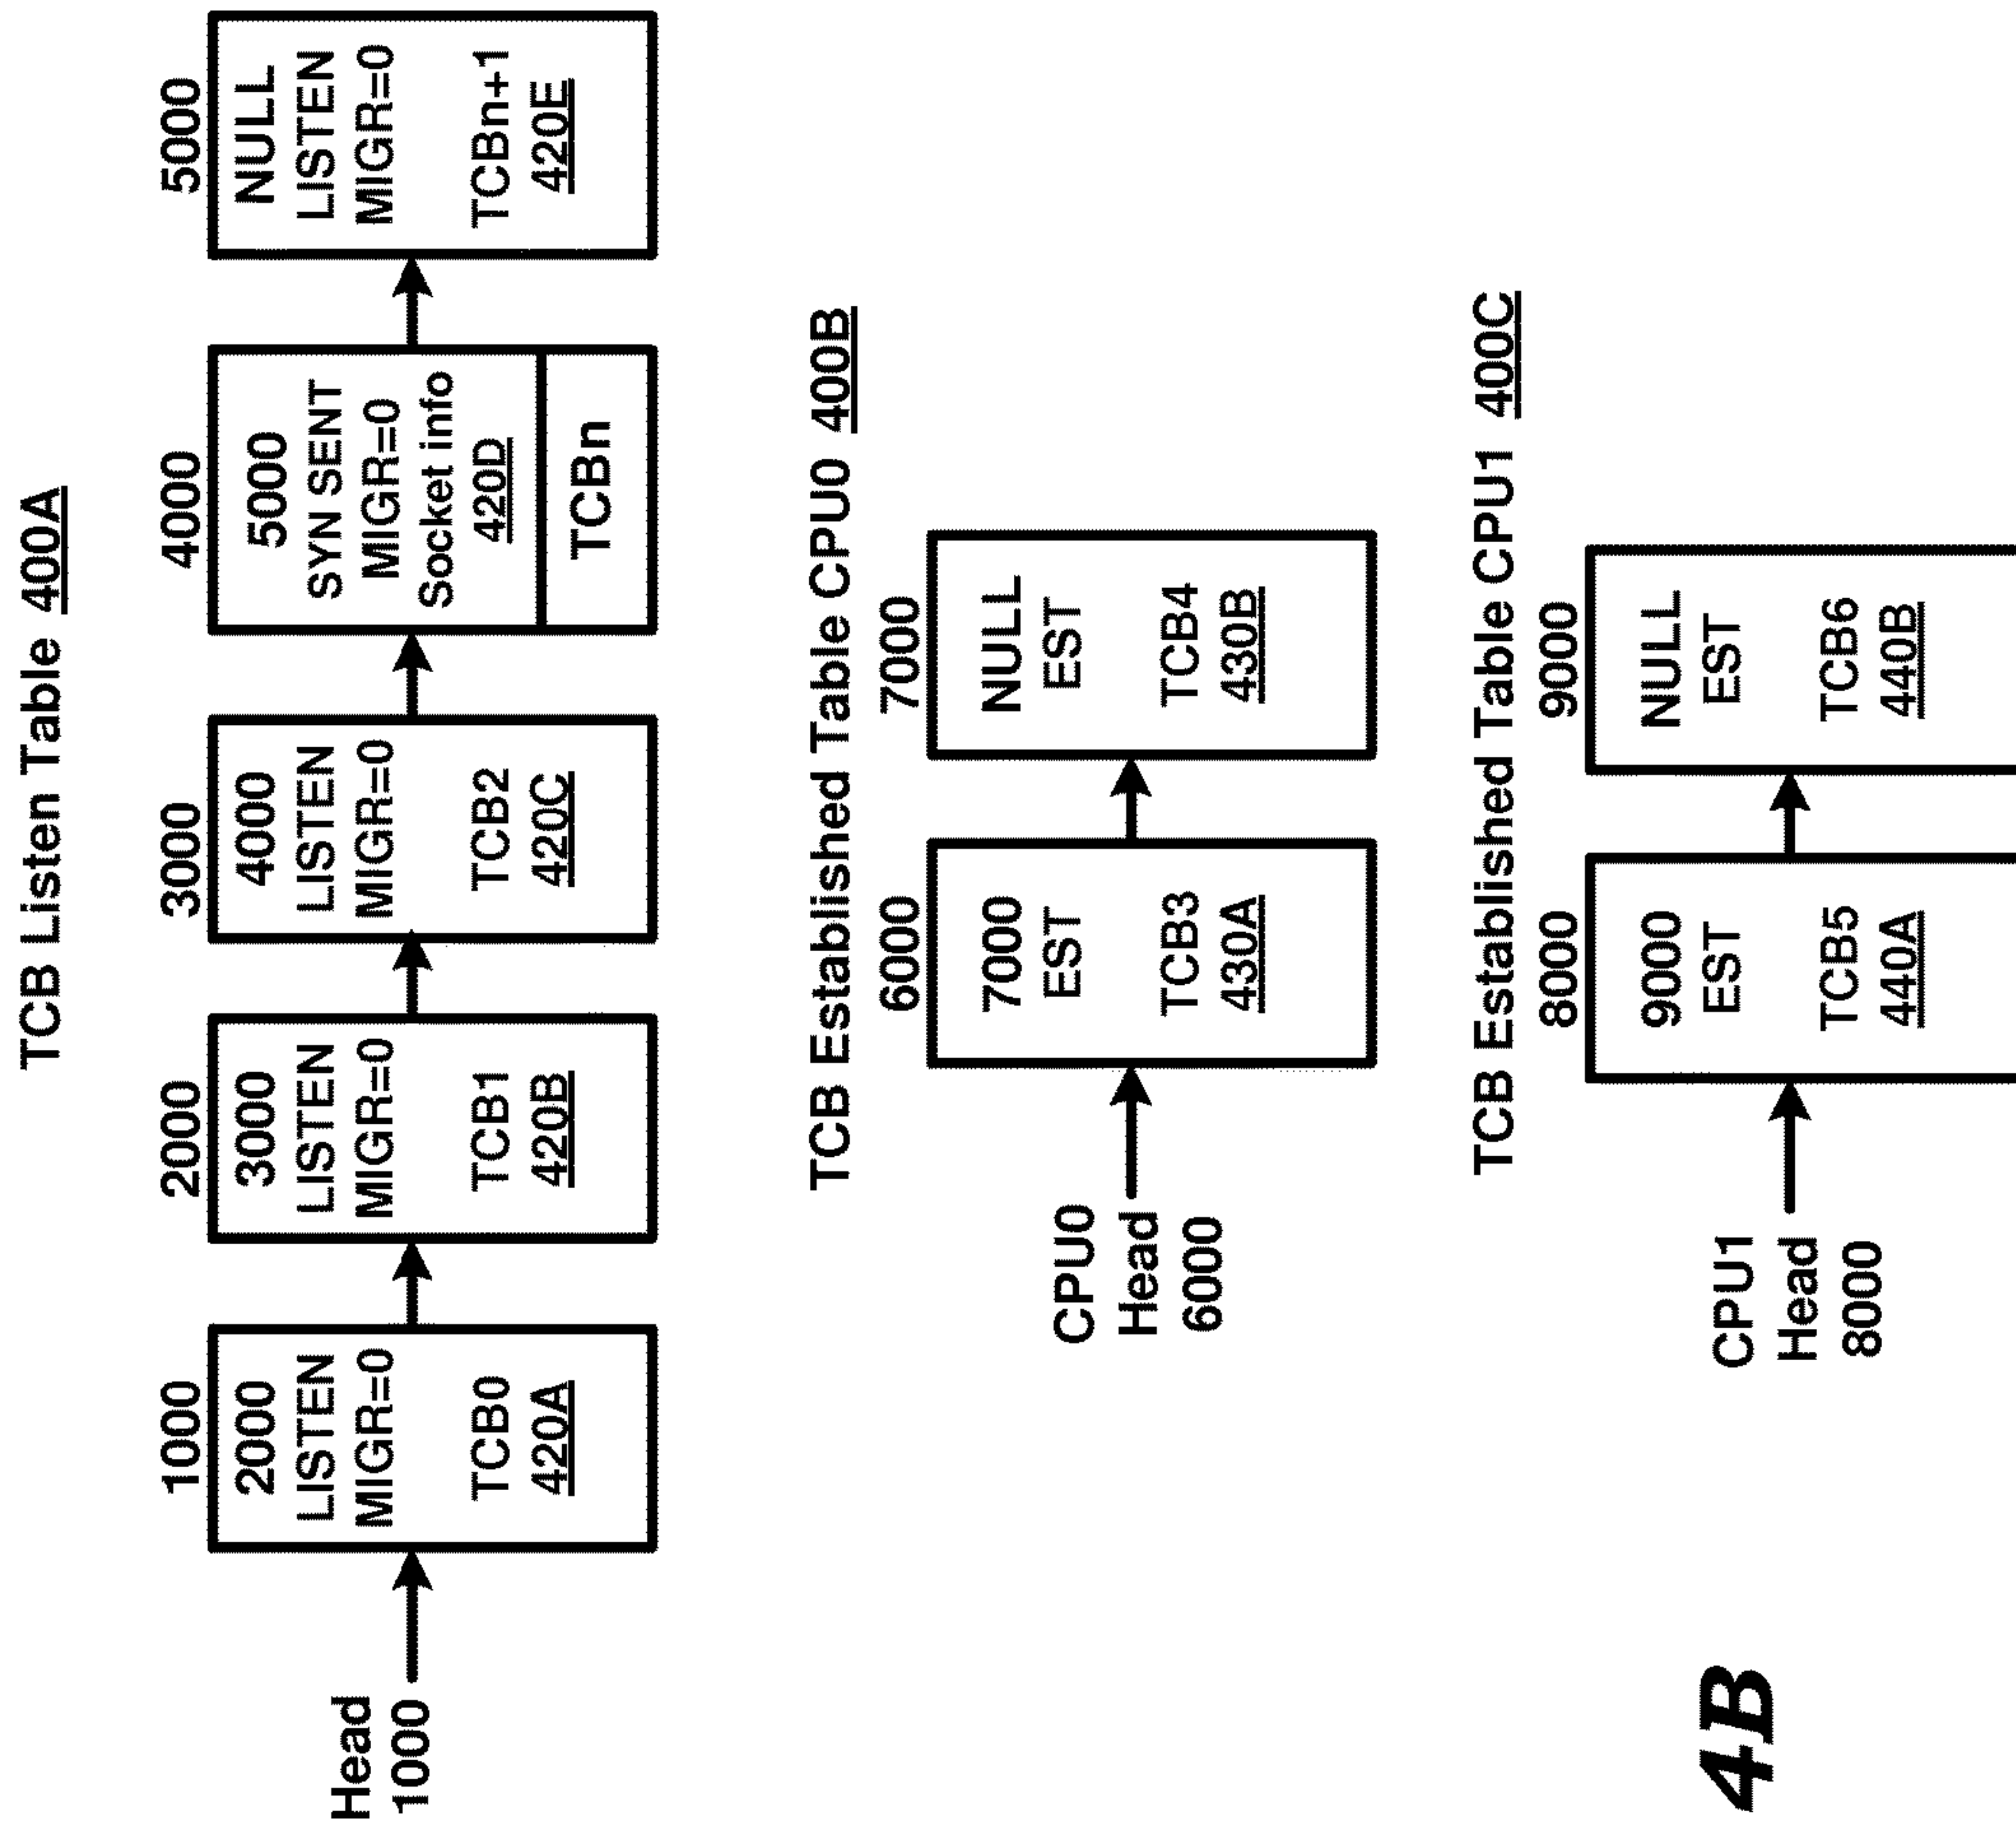 TCB Listen Table 400A
Head
1000
1000
2000
LISTEN
MIGR=0
TCB0
420A
2000
3000
LISTEN
MIGR=0
TCB1
420B
3000
4000
LISTEN
MIGR=0
TCB2
420C
4000
5000
SYN SENT
MIGR=0
Socket info
420D
TCBn
5000
NULL
LISTEN
MIGR=0
TCBn+1
420E
TCB Established Table CPU0 400B
CPU0
Head
6000
6000
7000
EST
TCB3
430A
7000
NULL
EST
TCB4
430B
TCB Established Table CPU1 400C
CPU1
Head
8000
8000
9000
EST
TCB5
440A
9000
NULL
EST
TCB6
440B
4B